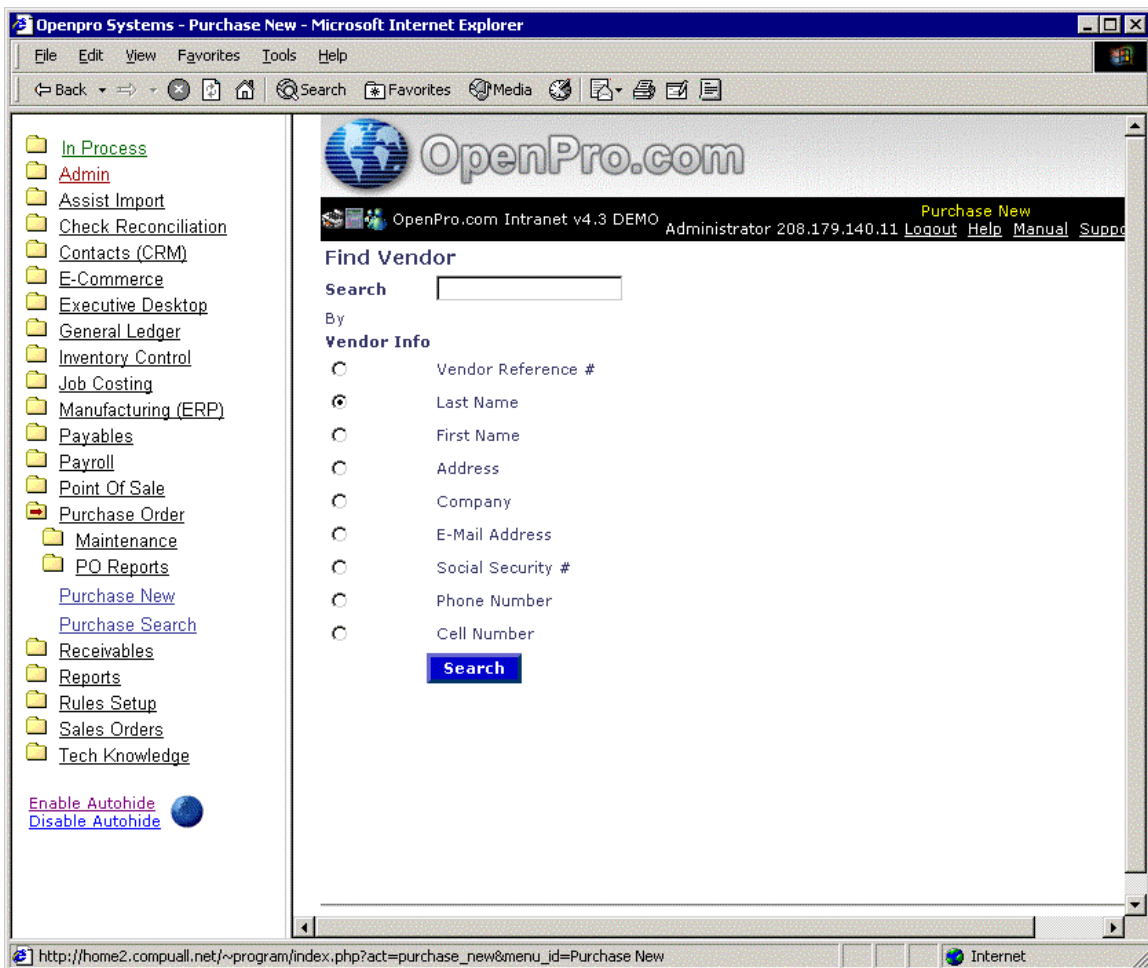 Openpro Systems - Purchase New - Microsoft Internet Explorer
File Edit View Favorites Tools Help
Back Search Favorites Media
In Process
Admin
Assist Import
Check Reconciliation
Contacts (CRM)
E-Commerce
Executive Desktop
General Ledger
Inventory Control
Job Costing
Manufacturing (ERP)
Payables
Payroll
Point Of Sale
Purchase Order
Maintenance
PO Reports
Purchase New
Purchase Search
Receivables
Reports
Rules Setup
Sales Orders
Tech Knowledge
Enable Autohide
Disable Autohide
OpenPro.com
OpenPro.com Intranet v4.3 DEMO
Purchase New
Administrator 208.179.140.11 Logout Help Manual Suppo
Find Vendor
Search
By
Vendor Info
Vendor Reference #
Last Name
First Name
Address
Company
E-Mail Address
Social Security #
Phone Number
Cell Number
Search
http://home2.compuall.net/~program/index.php?act=purchase_new&menu_id=Purchase New
Internet